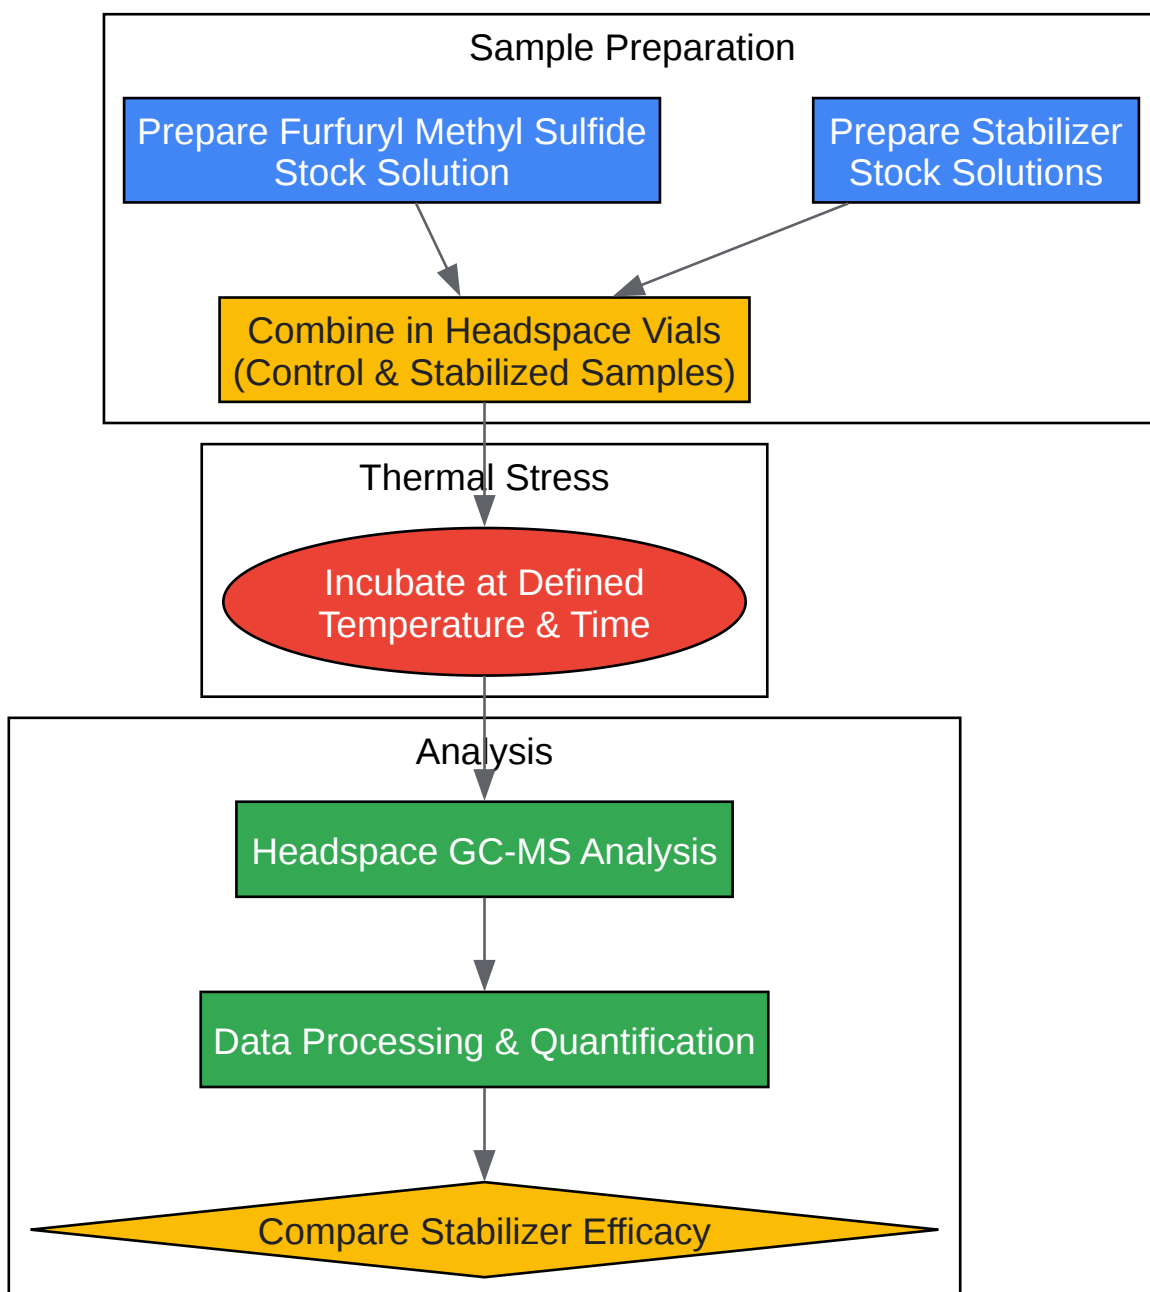 Sample Preparation
Prepare Furfuryl Methyl Sulfide
Stock Solution
Prepare Stabilizer
Stock Solutions
Combine in Headspace Vials
(Control & Stabilized Samples)
Thermal Stress
Incubate at Defined
Temperature & Time
Analysis
Headspace GC-MS Analysis
Data Processing & Quantification
Compare Stabilizer Efficacy